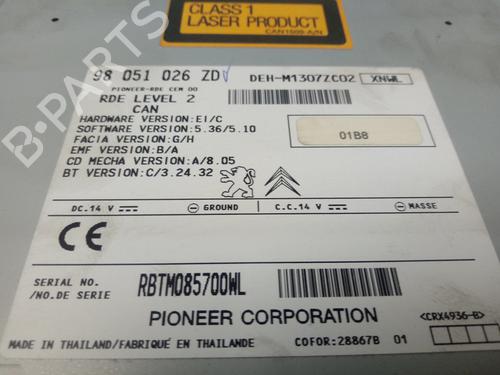 CLASS 1
LASER PRODUCT
CAN1509-A/N
98 051 026 ZD
DEH-M1307ZC02 XNWL
PIONEER-RDE CEM 00
RDE LEVEL 2
CAN
HARDWARE VERSION:EI/C
SOFTWARE VERSION:5.36/5.10
FACIA VERSION:G/H
EMF VERSION:B/A
CD MECHA VERSION:A/8.05
BT VERSION:C/3.24.32
01B8
DC.14 V
GROUND
C.C.14 V
MASSE
CE
SERIAL NO.
/NO.DE SERIE
RBTM085700WL
PIONEER CORPORATION
<CRX4936-B>
MADE IN THAILAND/FABRIQUÉ EN THAILANDE
COFOR:28867B 01
B-PARTS